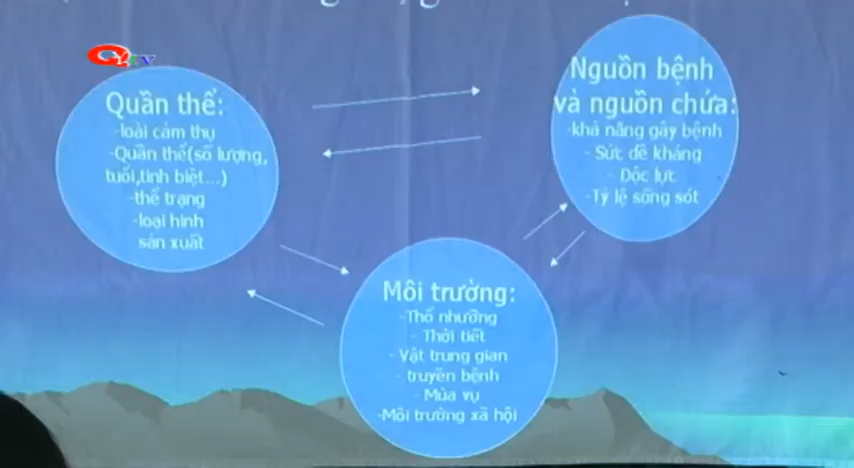 QTV
Quần thể:
-loài cảm thụ
-Quần thể(số lượng,
tuổi,tính biệt...)
-thể trạng
-loại hình
sản xuất
Nguồn bệnh
và nguồn chứa:
-khả năng gây bệnh
- Sức đề kháng
- Độc lực
-Tỷ lệ sống sót
Môi trường:
-Thổ nhưỡng
- Thời tiết
- Vật trung gian
- truyền bệnh
- Mùa vụ
-Môi trường xã hội